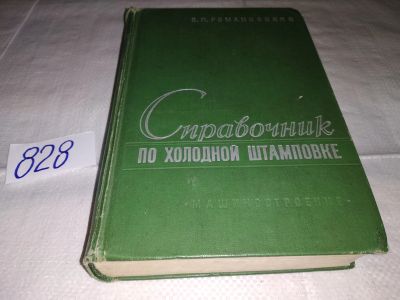 В.П.РОМАНОВСКИЙ
Справочник
ПО ХОЛОДНОЙ ШТАМПОВКЕ
«МАШИНОСТРОЕНИЕ»
828